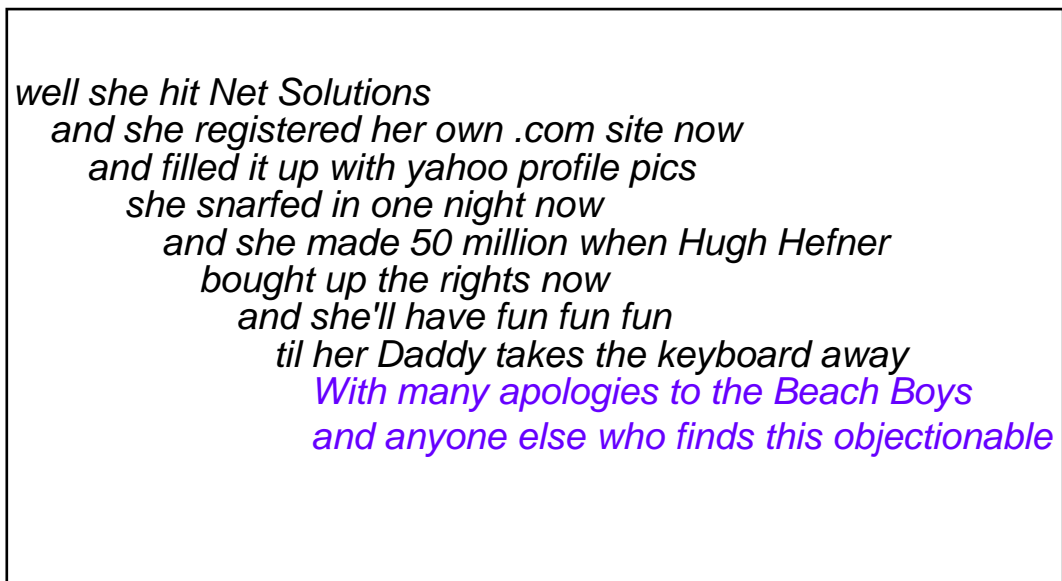 well she hit Net Solutions
and she registered her own .com site now
and filled it up with yahoo profile pics
she snarfed in one night now
and she made 50 million when Hugh Hefner
bought up the rights now
and she'll have fun fun fun
til her Daddy takes the keyboard away
With many apologies to the Beach Boys
and anyone else who finds this objectionable